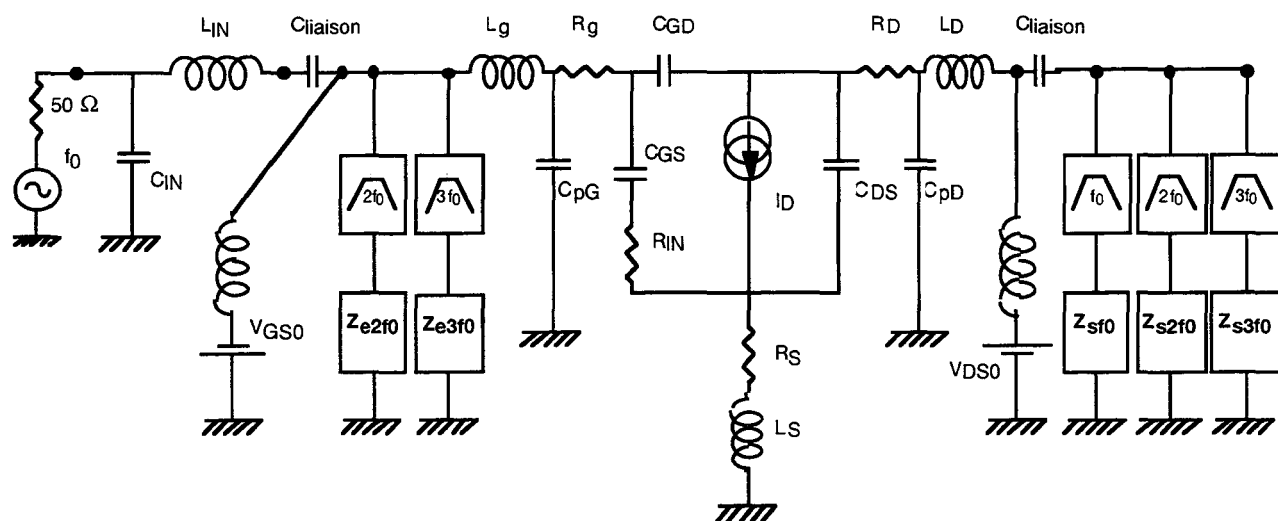 LIN
Cliaison
Lg
Rg
CGD
RD
LD
Cliaison
50 Ω
f0
CIN
2f0
3f0
CpG
CGS
RIN
ID
CDS
CpD
f0
2f0
3f0
VGS0
Ze2f0
Ze3f0
RS
LS
VDS0
Zsf0
Zs2f0
Zs3f0